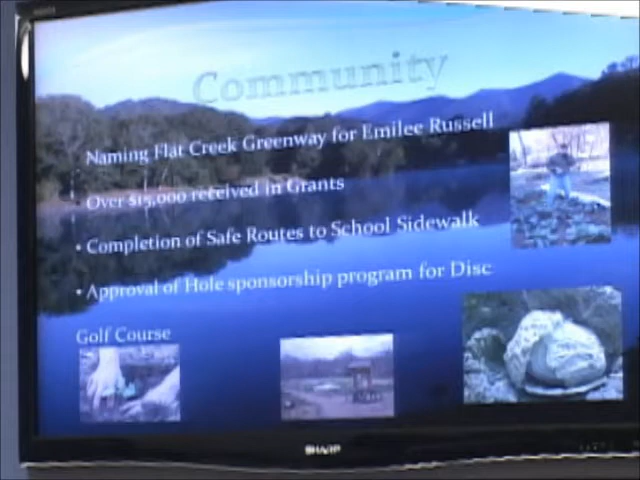 Community
Naming Flat Creek Greenway for Emilee Russell
Over $15,000 received in Grants
• Completion of Safe Routes to School Sidewalk
• Approval of Hole sponsorship program for Disc
Golf Course
SHARP